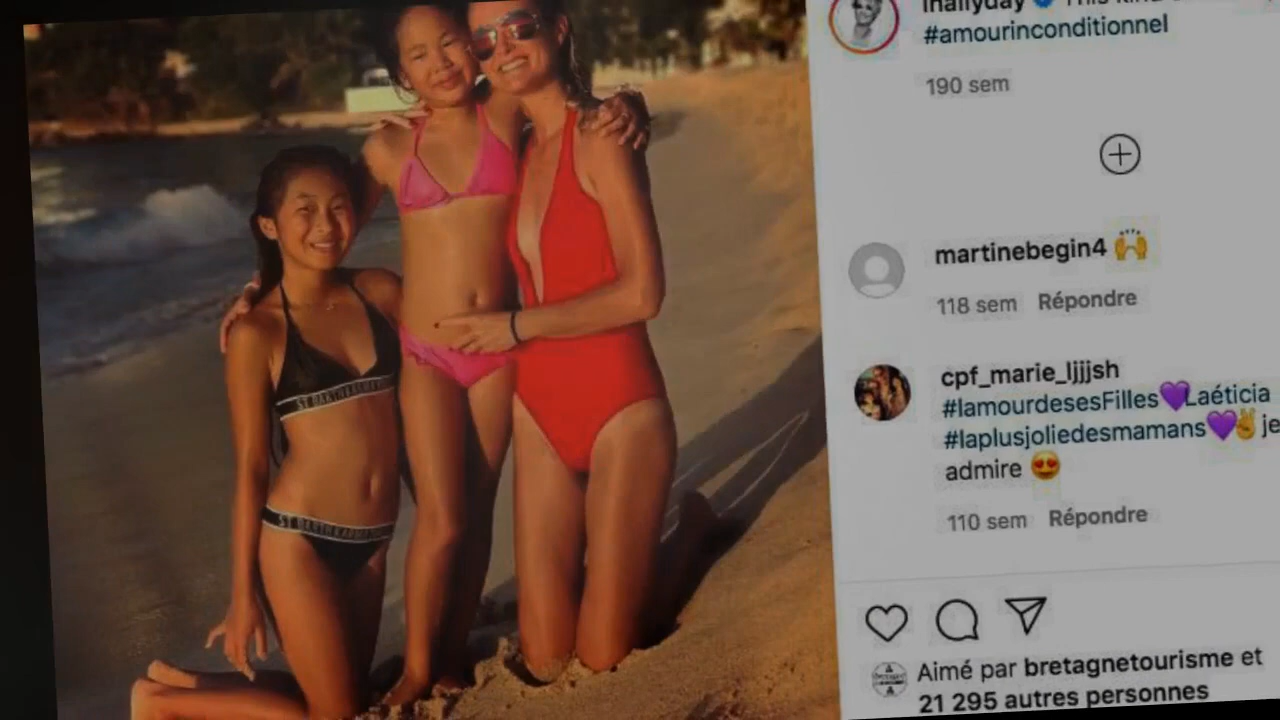 #amourinconditionnel
190 sem
martinebegin4 🙌
118 sem Répondre
cpf_marie_ljjjsh
#lamourdesesFilles💜Laéticia
#laplusjoliedesmamans💜✌️je
admire 😍
110 sem Répondre
Aimé par bretagnetourisme et
21 295 autres personnes
ST BARTH
ST BARTH